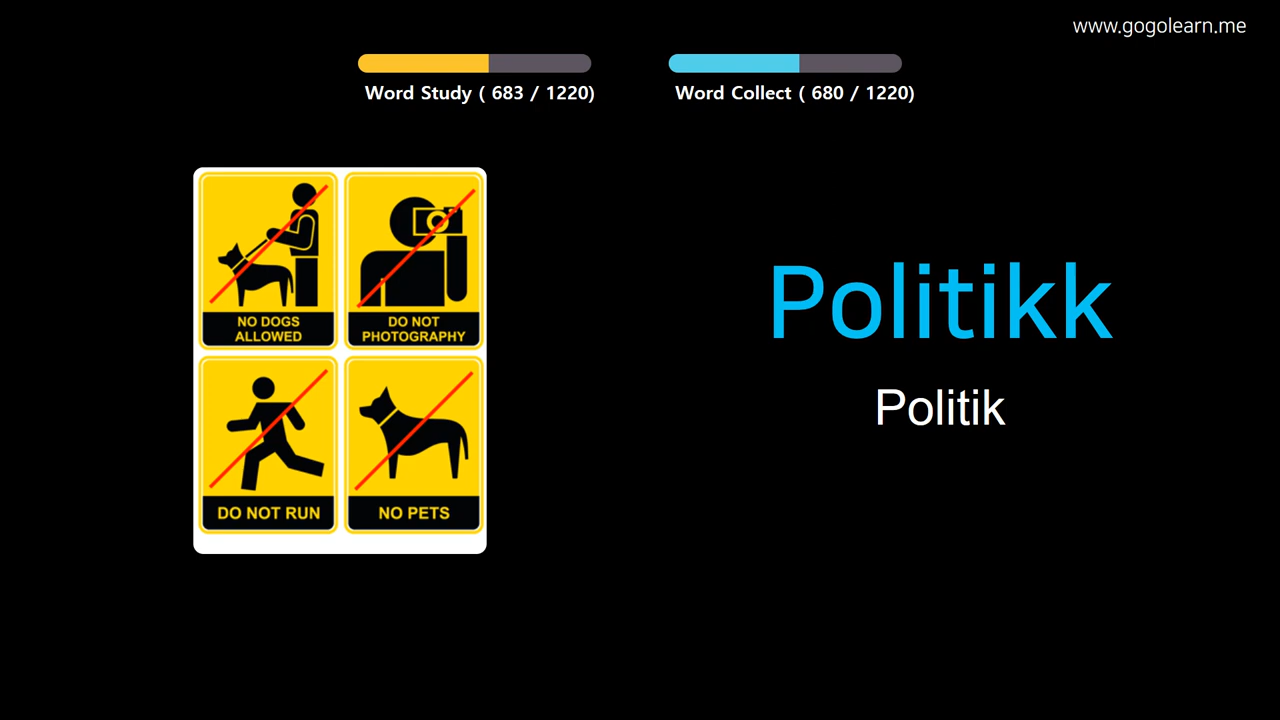 www.gogolearn.me
Word Study ( 683 / 1220)
Word Collect ( 680 / 1220)
NO DOGS
ALLOWED
DO NOT
PHOTOGRAPHY
DO NOT RUN
NO PETS
Politikk
Politik